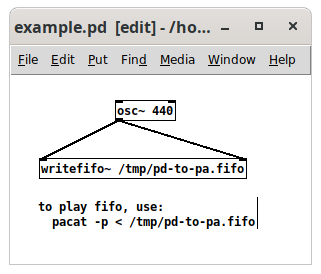 example.pd [edit] - /ho...
File Edit Put Find Media Window Help
osc~ 440
writefifo~ /tmp/pd-to-pa.fifo
to play fifo, use:
pacat -p < /tmp/pd-to-pa.fifo